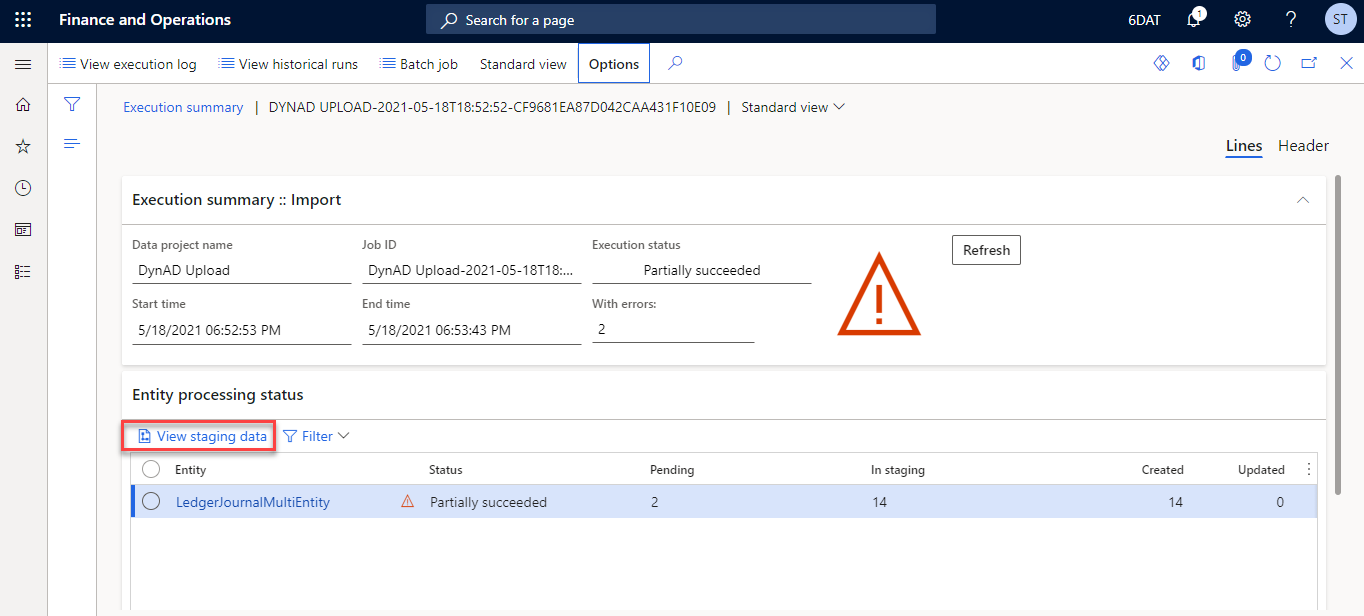 Finance and Operations
Search for a page
6DAT
1
?
ST
View execution log
View historical runs
Batch job
Standard view
Options
0
Execution summary | DYNAD UPLOAD-2021-05-18T18:52:52-CF9681EA87D042CAA431F10E09 | Standard view
Lines Header
Execution summary :: Import
Data project name Job ID Execution status
DynAD Upload DynAD Upload-2021-05-18T18:... Partially succeeded
Refresh
Start time End time With errors:
5/18/2021 06:52:53 PM 5/18/2021 06:53:43 PM 2
Entity processing status
View staging data Filter
Entity Status Pending In staging Created Updated
LedgerJournalMultiEntity Partially succeeded 2 14 14 0